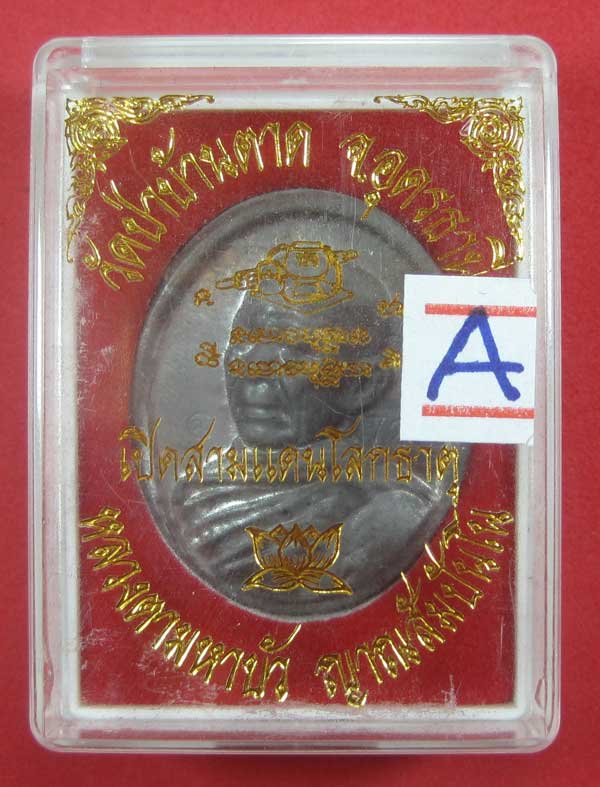 วัดป่าบ้านตาด จ.อุดรธานี
A
เปิดสามแดนโลกธาตุ
หลวงตามหาบัว ญาณสัมปันโน